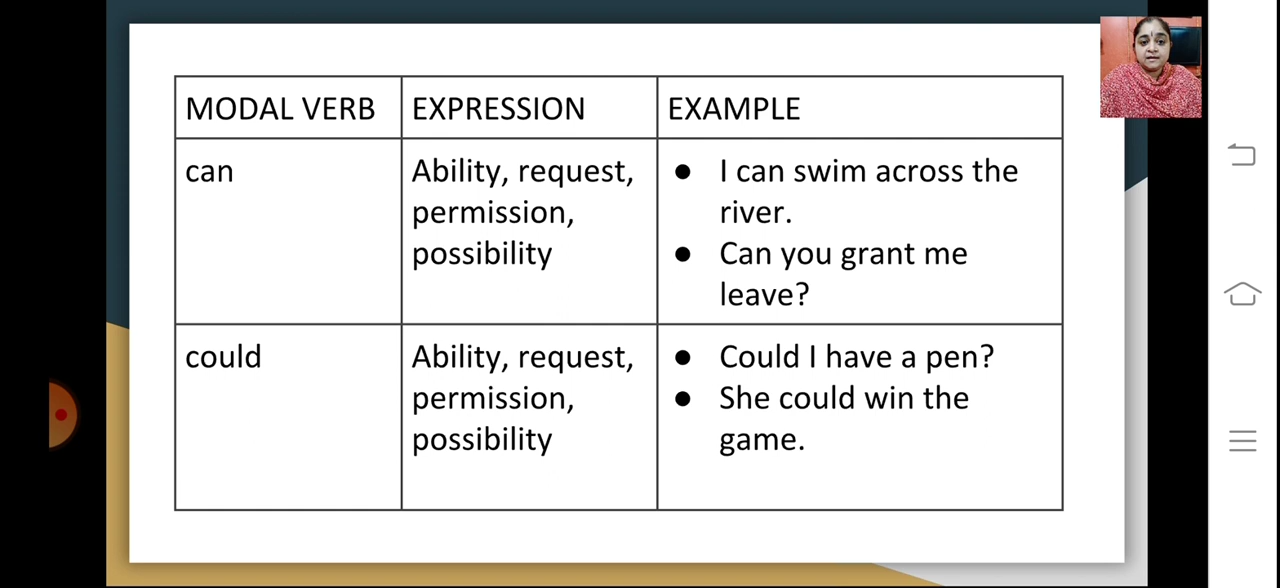 MODAL VERB EXPRESSION EXAMPLE
can
Ability, request,
permission,
possibility
● I can swim across the
river.
● Can you grant me
leave?
could
Ability, request,
permission,
possibility
● Could I have a pen?
● She could win the
game.